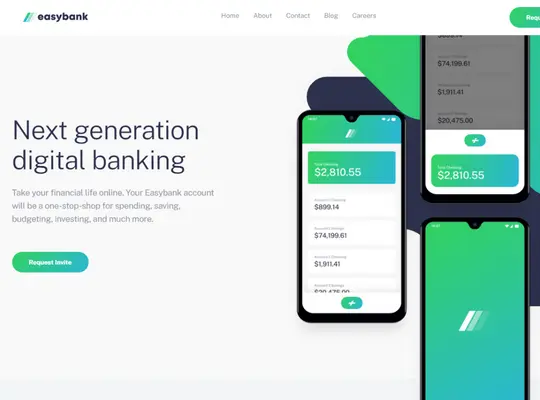 easybank
Home
About
Contact
Blog
Careers
Requ
Next generation
digital banking
Take your financial life online. Your Easybank account
will be a one-stop-shop for spending, saving,
budgeting, investing, and much more.
Request Invite
$2,810.55
$899.14
$74,199.61
$1,911.41
$20,475.00
$74,199.61
$1,911.41
$20,475.00
$2,810.55